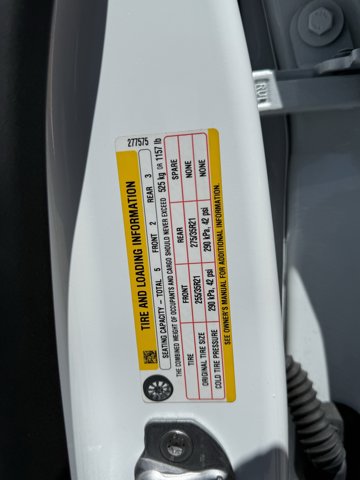 277575
TIRE AND LOADING INFORMATION
SEATING CAPACITY – TOTAL 5 FRONT 2 REAR 3
THE COMBINED WEIGHT OF OCCUPANTS AND CARGO SHOULD NEVER EXCEED 525 kg OR 1157 lb
TIRE FRONT REAR SPARE
ORIGINAL TIRE SIZE 255/35R21 275/35R21 NONE
COLD TIRE PRESSURE 290 kPa, 42 psi 290 kPa, 42 psi NONE
SEE OWNER'S MANUAL FOR ADDITIONAL INFORMATION.